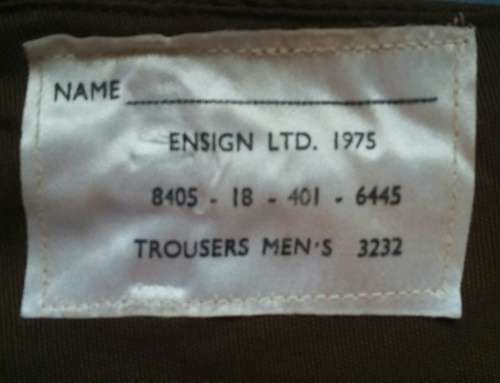 NAME
ENSIGN LTD. 1975
8405 - 18 - 401 - 6445
TROUSERS MEN'S 3232